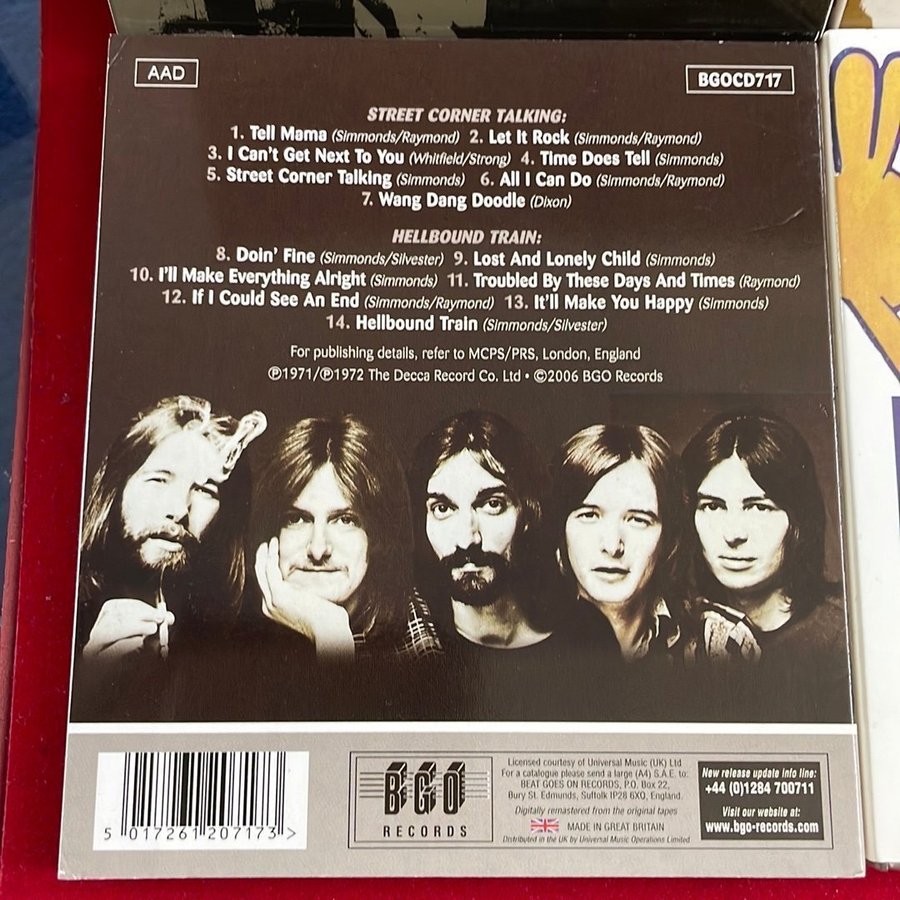 AAD
BGOCD717
STREET CORNER TALKING:
1. Tell Mama (Simmonds/Raymond) 2. Let It Rock (Simmonds/Raymond)
3. I Can't Get Next To You (Whitfield/Strong) 4. Time Does Tell (Simmonds)
5. Street Corner Talking (Simmonds) 6. All I Can Do (Simmonds/Raymond)
7. Wang Dang Doodle (Dixon)
HELLBOUND TRAIN:
8. Doin' Fine (Simmonds/Silvester) 9. Lost And Lonely Child (Simmonds)
10. I'll Make Everything Alright (Simmonds) 11. Troubled By These Days And Times (Raymond)
12. If I Could See An End (Simmonds/Raymond) 13. It'll Make You Happy (Simmonds)
14. Hellbound Train (Simmonds/Silvester)
For publishing details, refer to MCPS/PRS, London, England
℗1971/℗1972 The Decca Record Co. Ltd • ©2006 BGO Records
5 017261 207173 >
BGO
RECORDS
Licensed courtesy of Universal Music (UK) Ltd
For a catalogue please send a large (A4) S.A.E. to:
BEAT GOES ON RECORDS, P.O. Box 22,
Bury St. Edmunds, Suffolk IP28 6XQ, England.
Digitally remastered from the original tapes
MADE IN GREAT BRITAIN
Distributed in the UK by Universal Music Operations Limited
New release update info line:
+44 (0)1284 700711
Visit our website at:
www.bgo-records.com